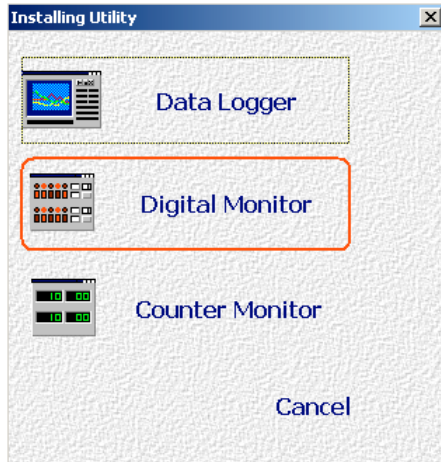 Installing Utility
Data Logger
Digital Monitor
Counter Monitor
Cancel